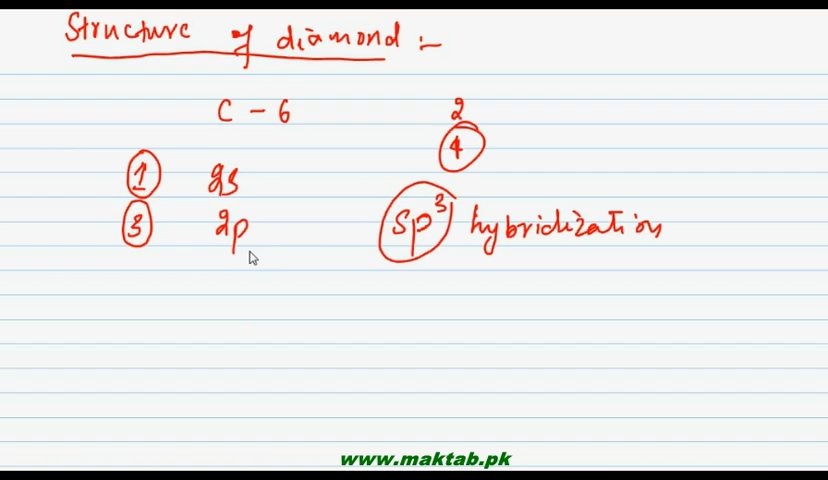 Structure of diamond :-
C - 6 2
4
1 2s
3 2p sp³ hybridization
www.maktab.pk